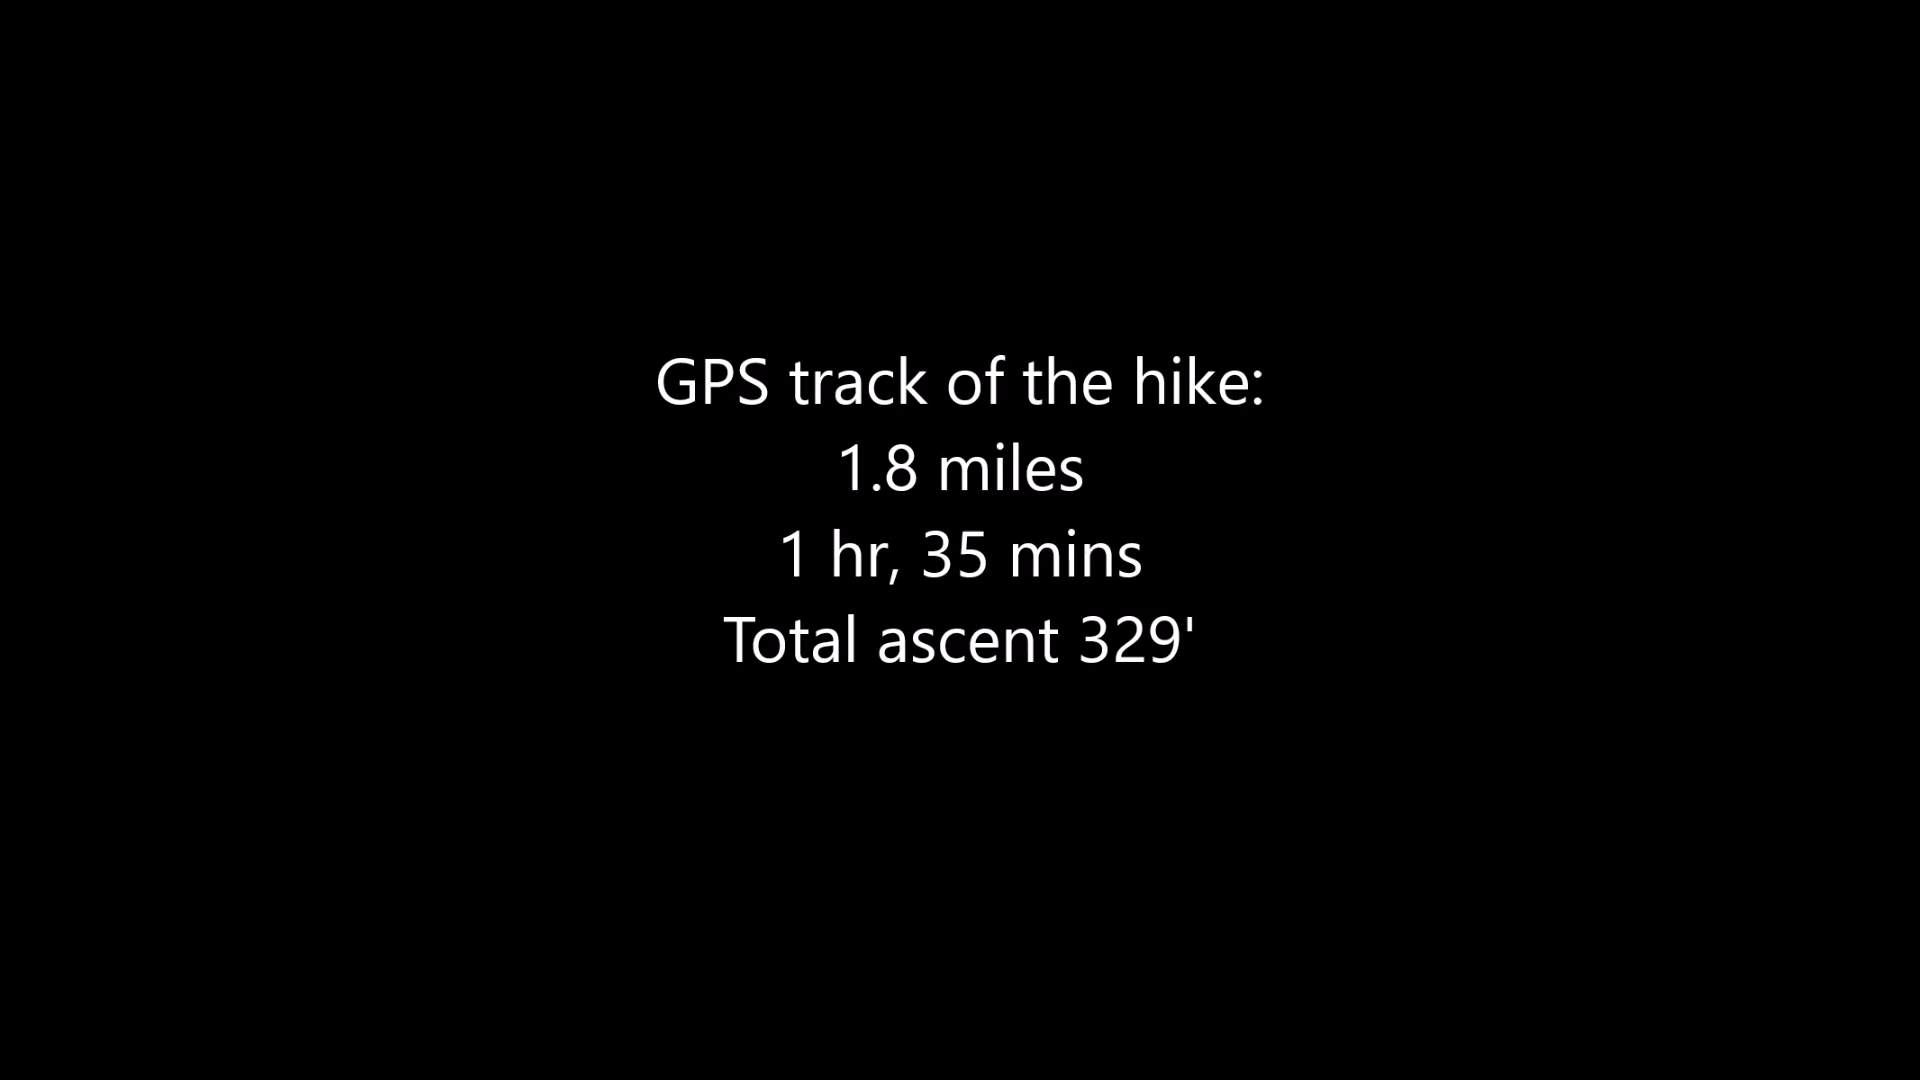 GPS track of the hike:
1.8 miles
1 hr, 35 mins
Total ascent 329'